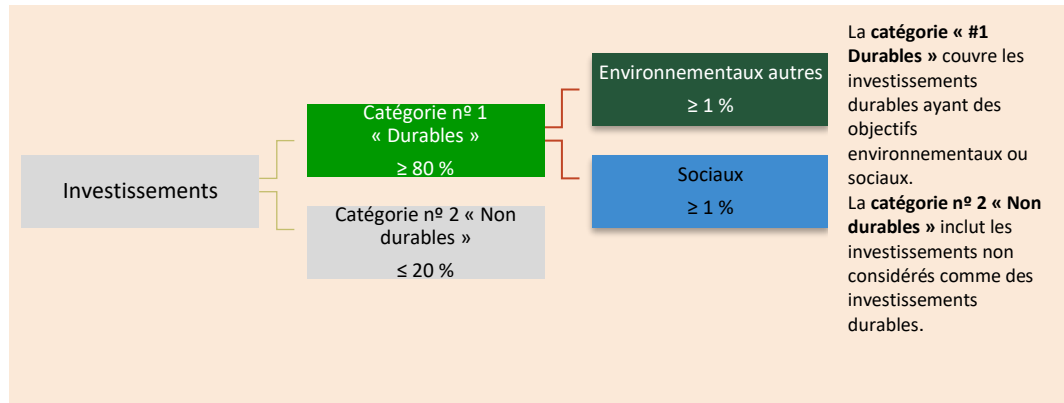 Investissements
Catégorie nº 1
« Durables »
≥ 80 %
Catégorie nº 2 « Non
durables »
≤ 20 %
Environnementaux autres
≥ 1 %
Sociaux
≥ 1 %
La catégorie « #1
Durables » couvre les
investissements
durables ayant des
objectifs
environnementaux ou
sociaux.
La catégorie nº 2 « Non
durables » inclut les
investissements non
considérés comme des
investissements
durables.